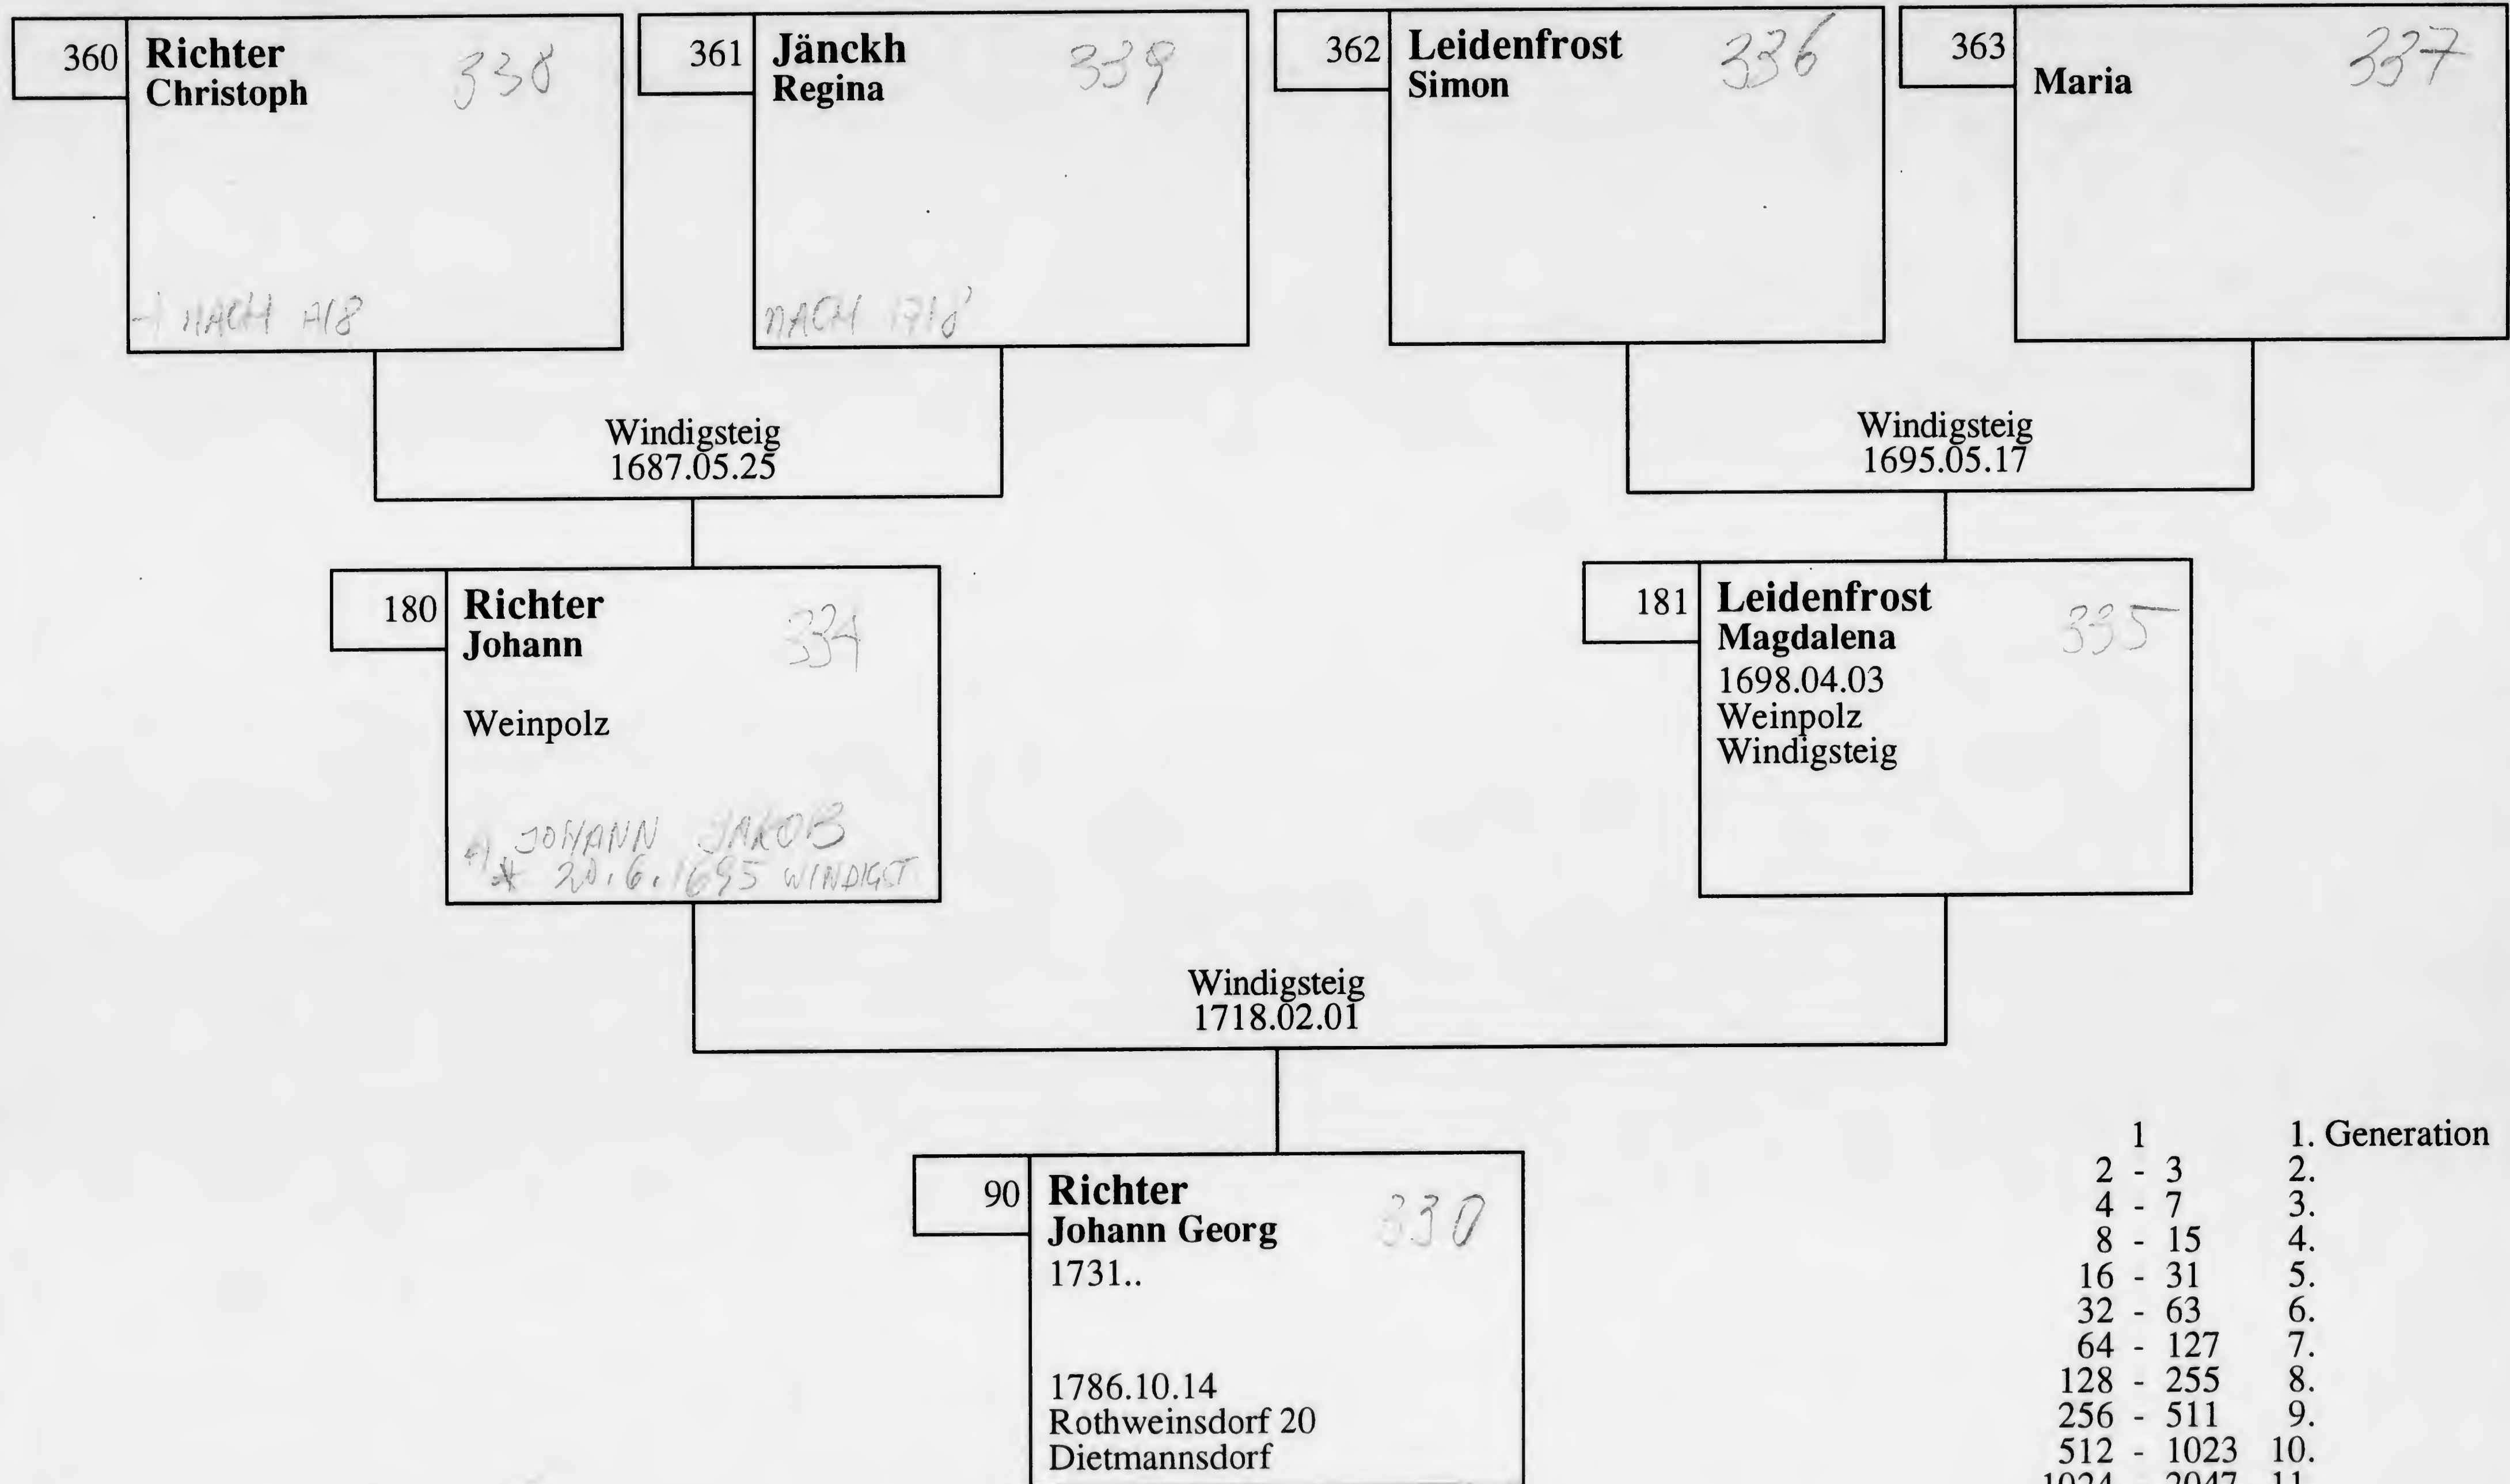 360 Richter 338
Christoph
NACH 1718
361 Jänckh 339
Regina
NACH 1718
362 Leidenfrost 336
Simon
363 337
Maria
Windigsteig
1687.05.25
Windigsteig
1695.05.17
180 Richter 334
Johann
Weinpolz
JOHANN JAKOB
* 20.6.1695 WINDIGST
181 Leidenfrost 335
Magdalena
1698.04.03
Weinpolz
Windigsteig
Windigsteig
1718.02.01
90 Richter 330
Johann Georg
1731..
1786.10.14
Rothweinsdorf 20
Dietmannsdorf
1 1. Generation
2 - 3 2.
4 - 7 3.
8 - 15 4.
16 - 31 5.
32 - 63 6.
64 - 127 7.
128 - 255 8.
256 - 511 9.
512 - 1023 10.
1024 - 2047 11.